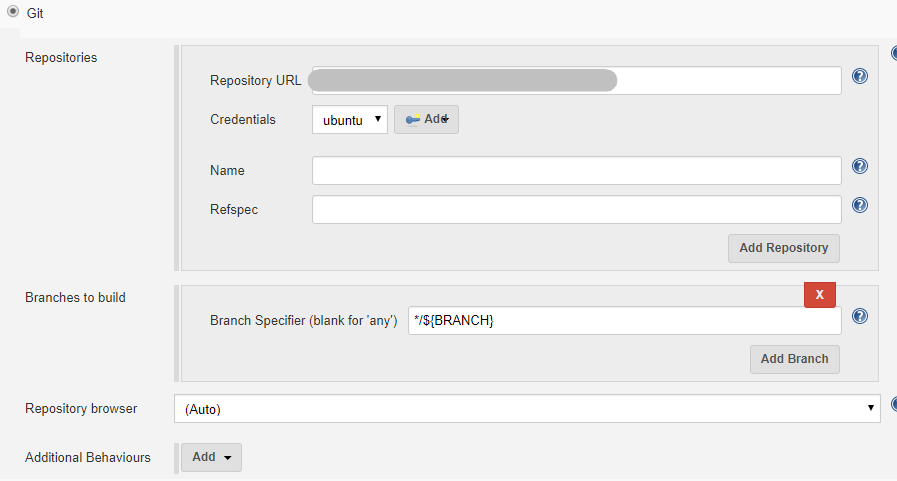 Git
Repositories
Repository URL
Credentials ubuntu Add
Name
Refspec
Add Repository
Branches to build
X
Branch Specifier (blank for 'any') */${BRANCH}
Add Branch
Repository browser (Auto)
Additional Behaviours Add